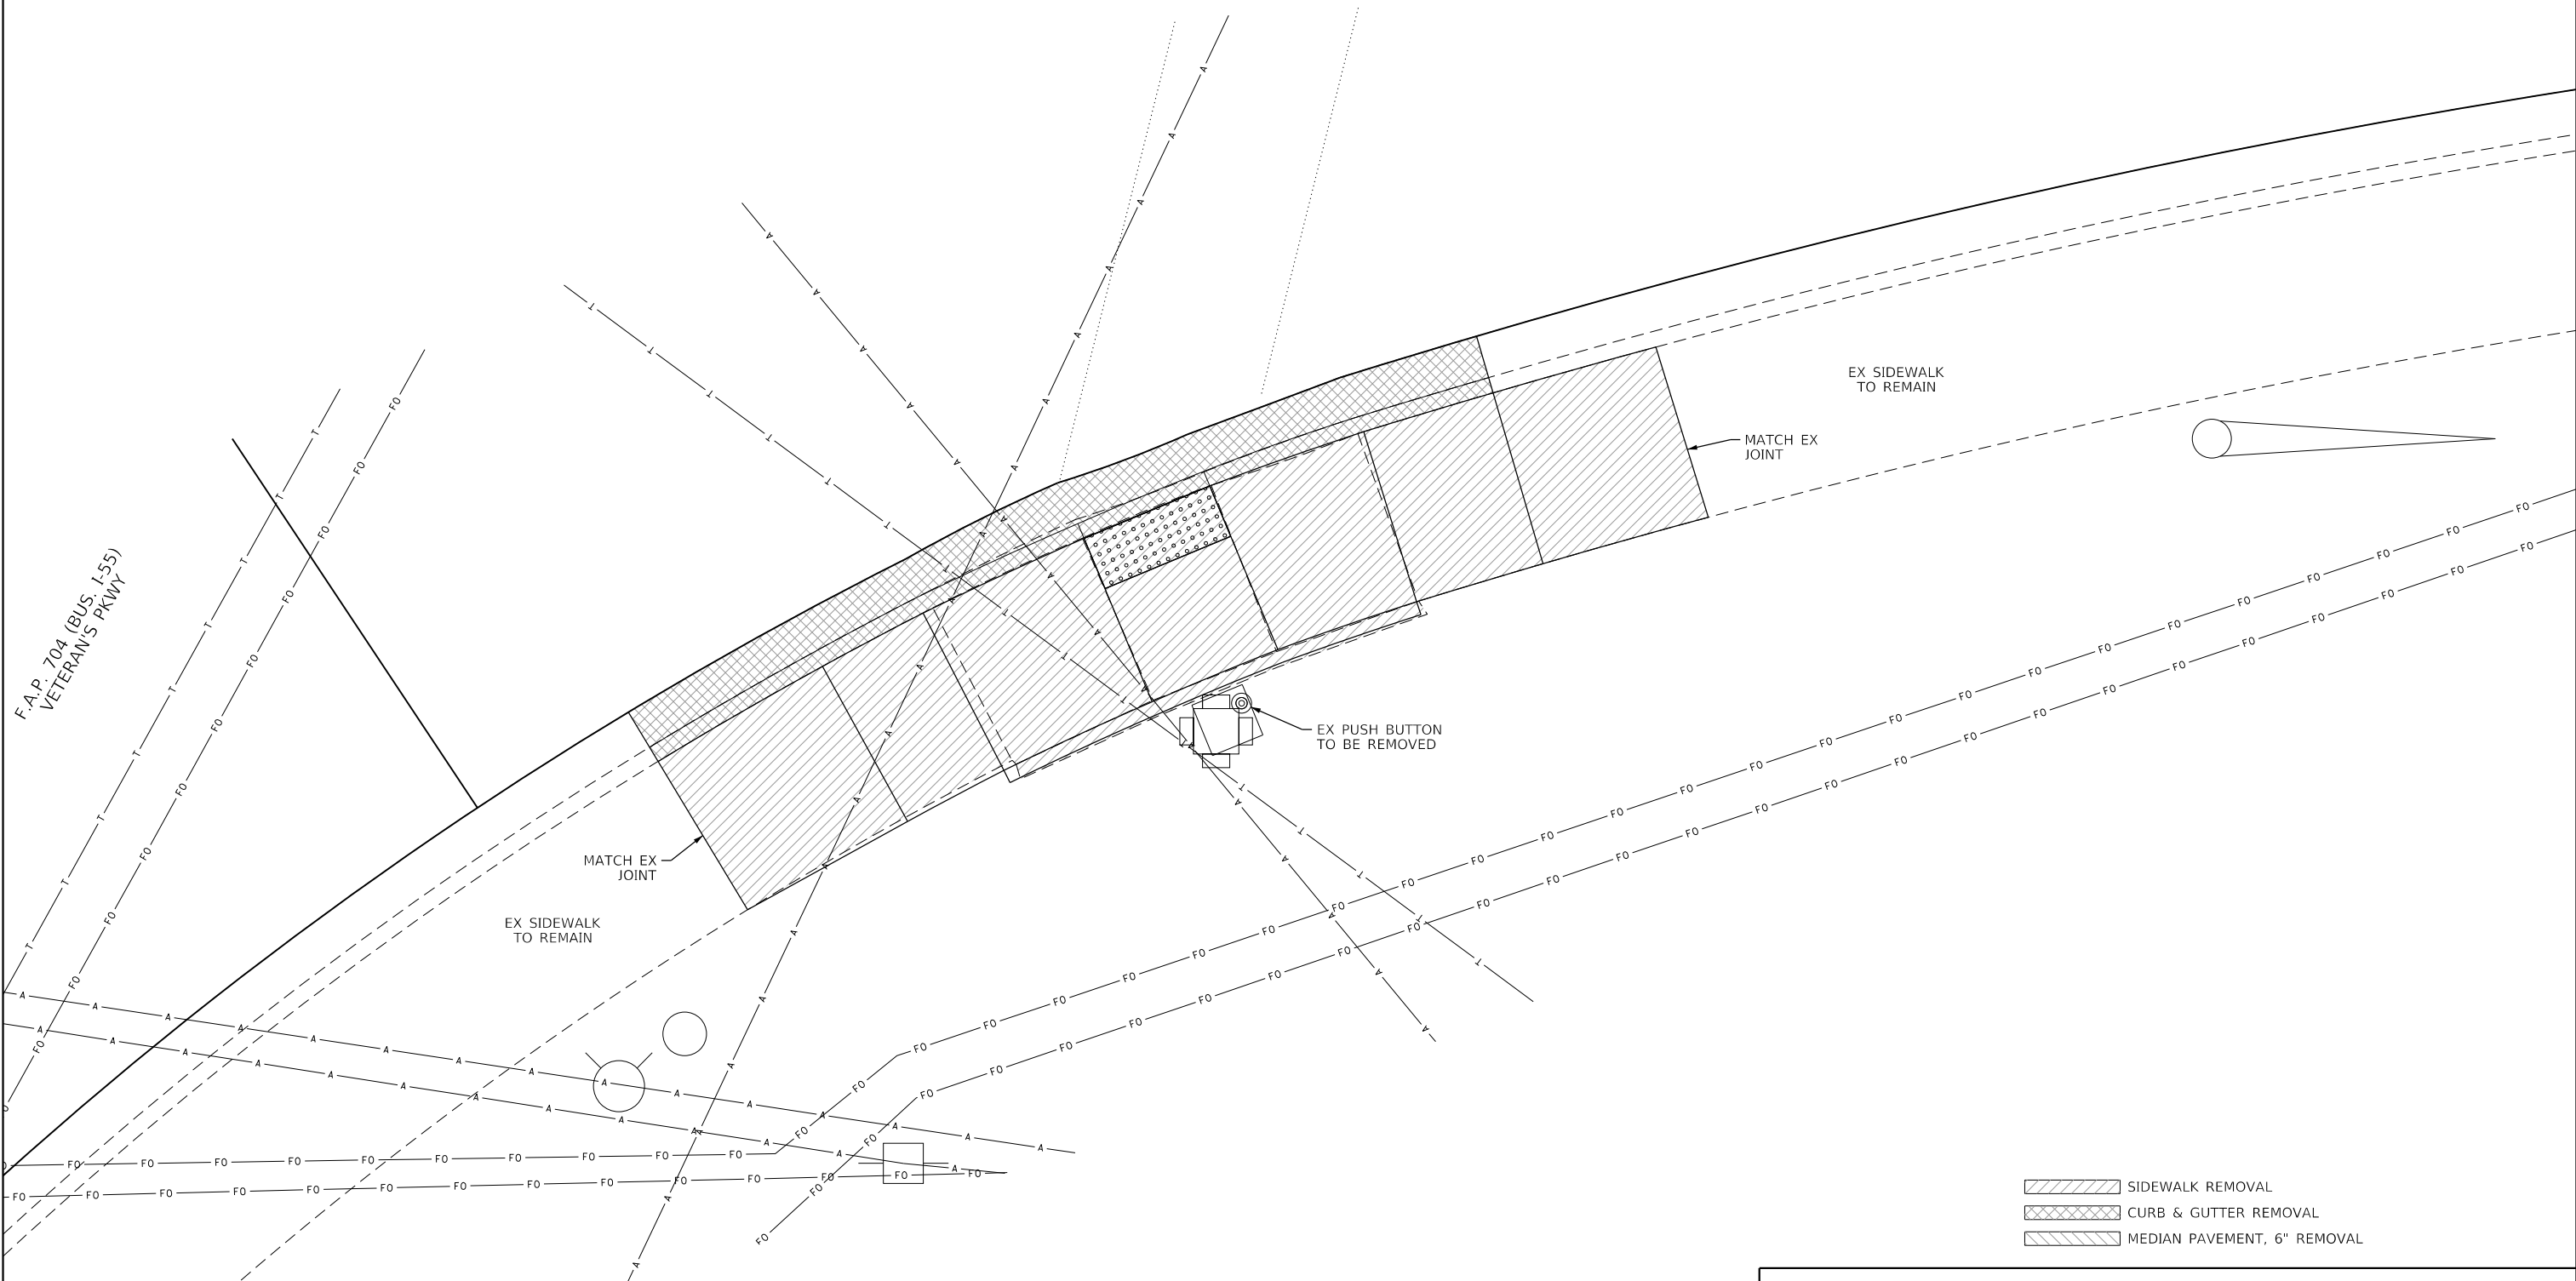 EX SIDEWALK
TO REMAIN
MATCH EX
JOINT
F.A.P. 704 (BUS. I-55)
VETERAN'S PKWY
EX PUSH BUTTON
TO BE REMOVED
MATCH EX
JOINT
EX SIDEWALK
TO REMAIN
SIDEWALK REMOVAL
CURB & GUTTER REMOVAL
MEDIAN PAVEMENT, 6" REMOVAL